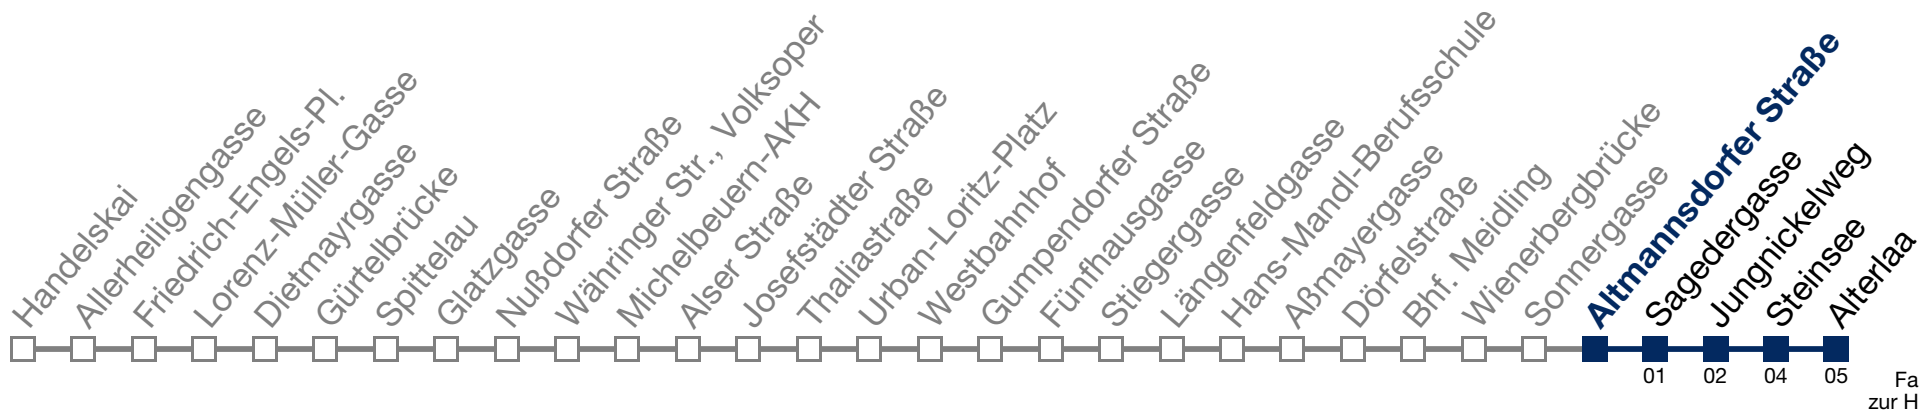 Handelskai
Allerheiligengasse
Friedrich-Engels-Pl.
Lorenz-Müller-Gasse
Dietmayrgasse
Gürtelbrücke
Spittelau
Glatzgasse
Nußdorfer Straße
Währinger Str., Volksoper
Michelbeuern-AKH
Alser Straße
Josefstädter Straße
Thaliastraße
Urban-Loritz-Platz
Westbahnhof
Gumpendorfer Straße
Fünfhausgasse
Stiegergasse
Längenfeldgasse
Hans-Mandl-Berufsschule
Aßmayergasse
Dörfelstraße
Bhf. Meidling
Wienerbergbrücke
Sonnergasse
Altmannsdorfer Straße
Sagedergasse
Jungnickelweg
Steinsee
Alterlaa
01 02 04 05
Fa
zur H